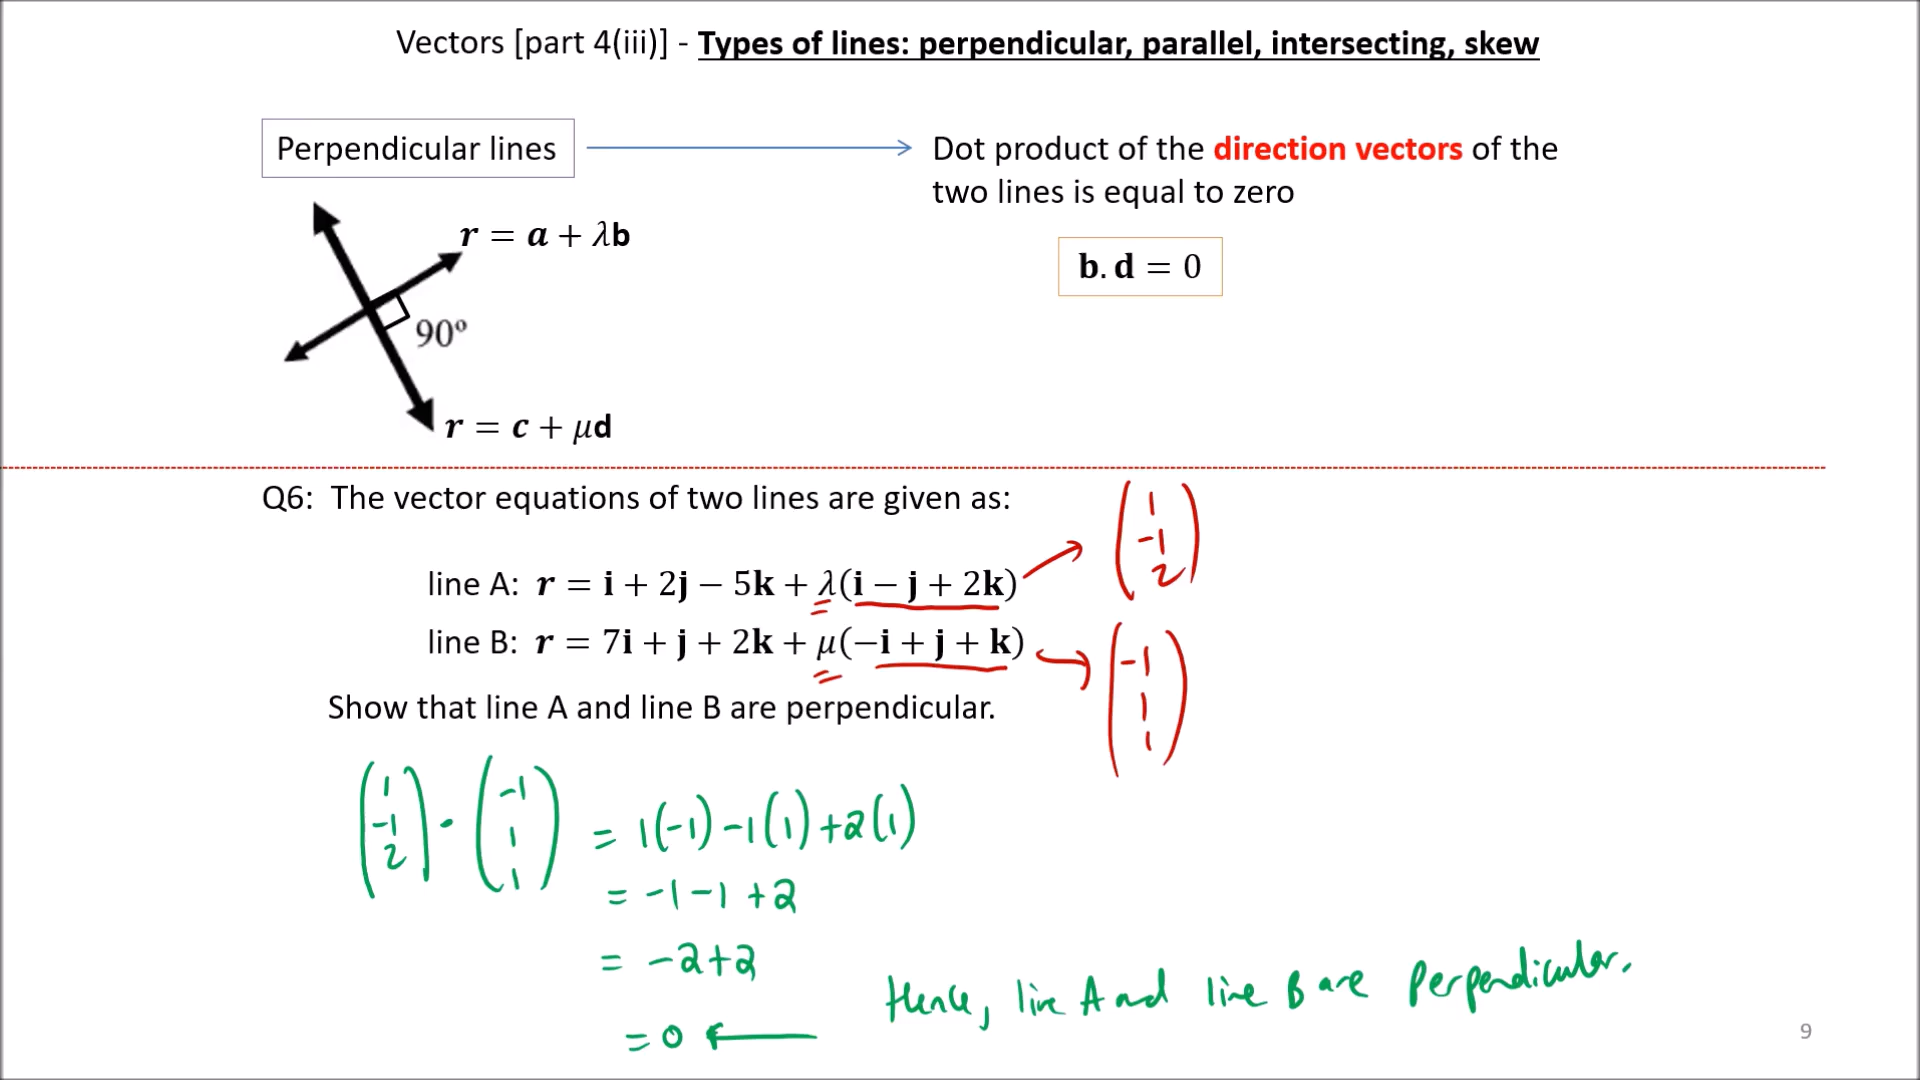 Vectors [part 4(iii)] - Types of lines: perpendicular, parallel, intersecting, skew
Perpendicular lines
Dot product of the direction vectors of the
two lines is equal to zero
r = a + λb
b. d = 0
90º
r = c + μd
Q6: The vector equations of two lines are given as:
line A: r = i + 2j − 5k + λ(i − j + 2k)
(1 -1 2)
line B: r = 7i + j + 2k + μ(−i + j + k)
(-1 1 1)
Show that line A and line B are perpendicular.
(1 -1 2) · (-1 1 1) = 1(-1) -1(1) +2(1)
= -1 -1 +2
= -2+2
= 0
Hence, line A and line B are perpendicular.
9